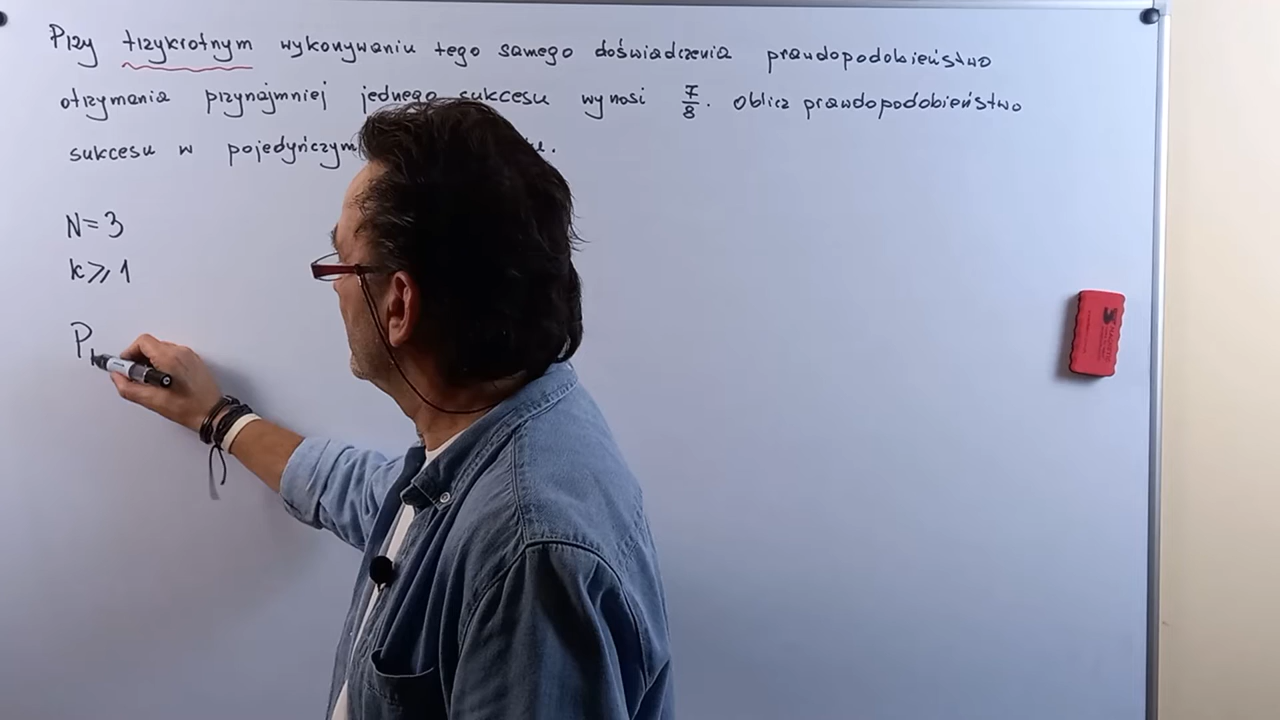 Przy trzykrotnym wykonywaniu tego samego doświadczenia prawdopodobieństwo
otrzymania przynajmniej jednego sukcesu wynosi 7/8. Oblicz prawdopodobieństwo
sukcesu w pojedyńczym
N=3
k⩾1
P